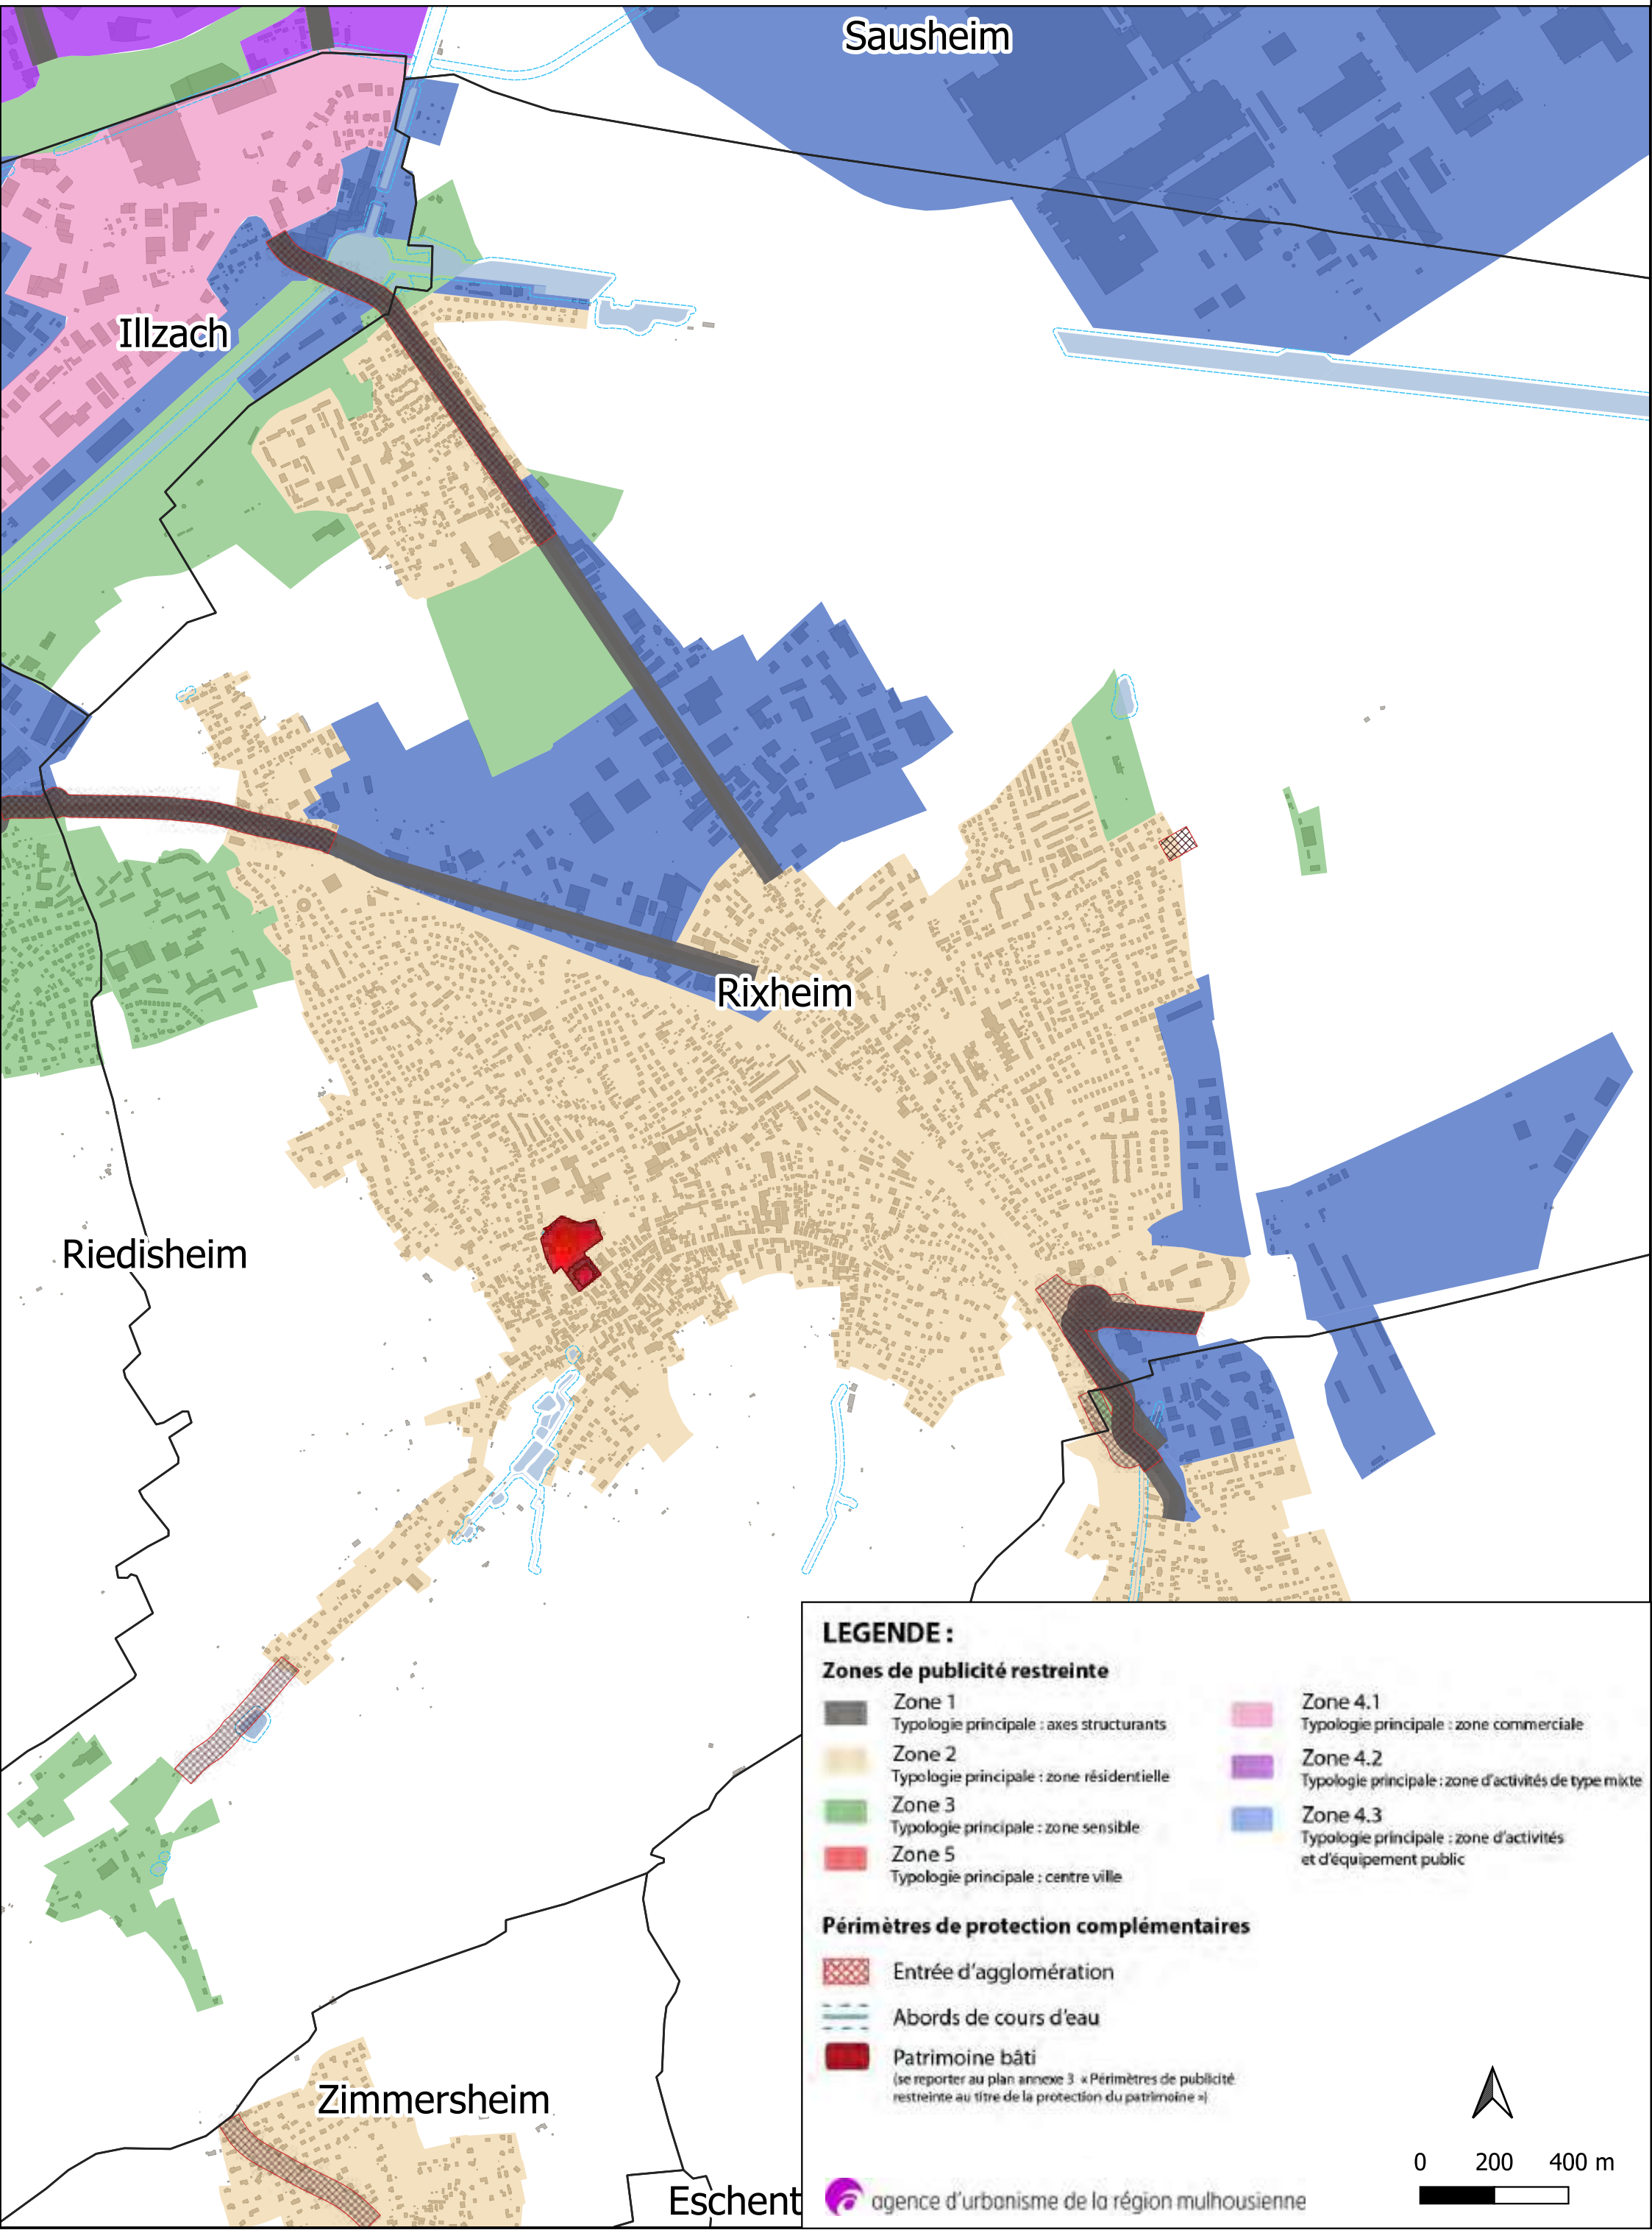 Sausheim
Illzach
Rixheim
Riedisheim
LEGENDE :
Zones de publicité restreinte
Zone 1
Typologie principale : axes structurants
Zone 2
Typologie principale : zone résidentielle
Zone 3
Typologie principale : zone sensible
Zone 5
Typologie principale : centre ville
Zone 4.1
Typologie principale : zone commerciale
Zone 4.2
Typologie principale : zone d'activités de type mixte
Zone 4.3
Typologie principale : zone d'activités
et d'équipement public
Périmètres de protection complémentaires
Entrée d'agglomération
Abords de cours d'eau
Patrimoine bâti
(se reporter au plan annexe 3 « Périmètres de publicité
restreinte au titre de la protection du patrimoine »)
Zimmersheim
0 200 400 m
Eschent
agence d'urbanisme de la région mulhousienne